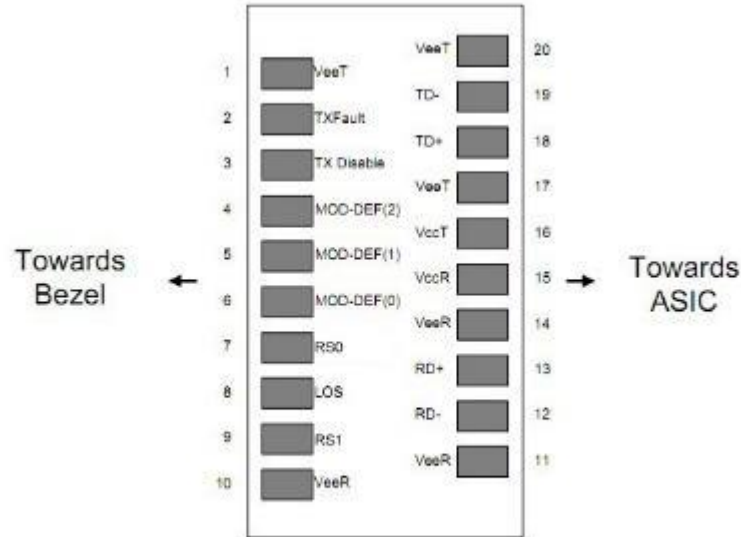 VeeT 20
1 VeeT
TD- 19
2 TXFault
TD+ 18
3 TX Disable
VeeT 17
4 MOD-DEF(2)
VccT 16
5 MOD-DEF(1)
VccR 15
6 MOD-DEF(0)
VeeR 14
7 RS0
RD+ 13
8 LOS
RD- 12
9 RS1
VeeR 11
10 VeeR
Towards
Bezel
Towards
ASIC